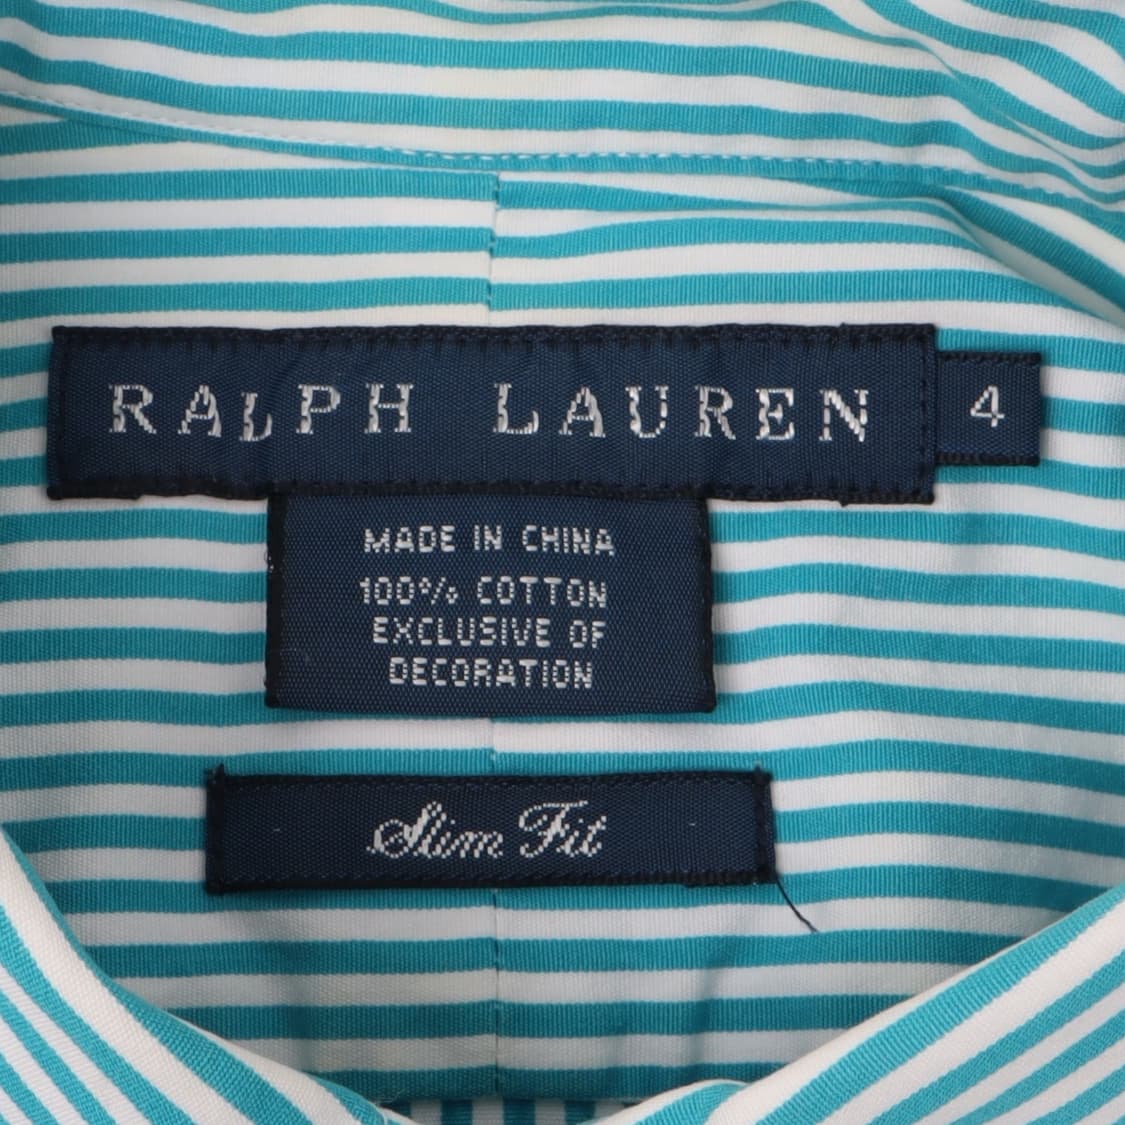 RALPH LAUREN 4
MADE IN CHINA
100% COTTON
EXCLUSIVE OF
DECORATION
Slim Fit